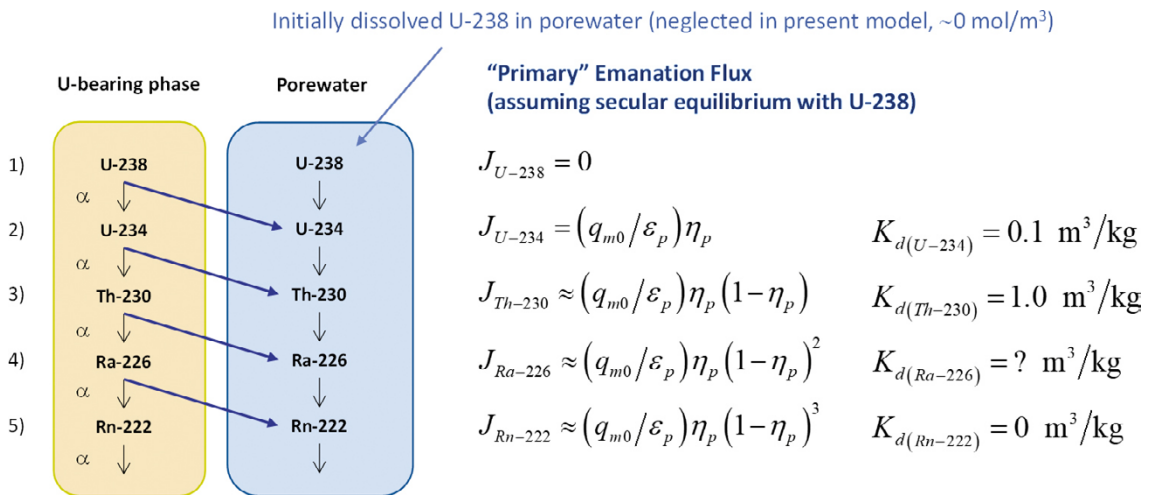 Initially dissolved U-238 in porewater (neglected in present model, ~0 mol/m³)
U-bearing phase
Porewater
"Primary" Emanation Flux
(assuming secular equilibrium with U-238)
1) U-238 U-238 J_{U-238} = 0
α
2) U-234 U-234 J_{U-234} = (q_{m0}/ε_p)η_p K_{d(U-234)} = 0.1 m³/kg
α
3) Th-230 Th-230 J_{Th-230} ≈ (q_{m0}/ε_p)η_p(1−η_p) K_{d(Th-230)} = 1.0 m³/kg
α
4) Ra-226 Ra-226 J_{Ra-226} ≈ (q_{m0}/ε_p)η_p(1−η_p)² K_{d(Ra-226)} = ? m³/kg
α
5) Rn-222 Rn-222 J_{Rn-222} ≈ (q_{m0}/ε_p)η_p(1−η_p)³ K_{d(Rn-222)} = 0 m³/kg
α